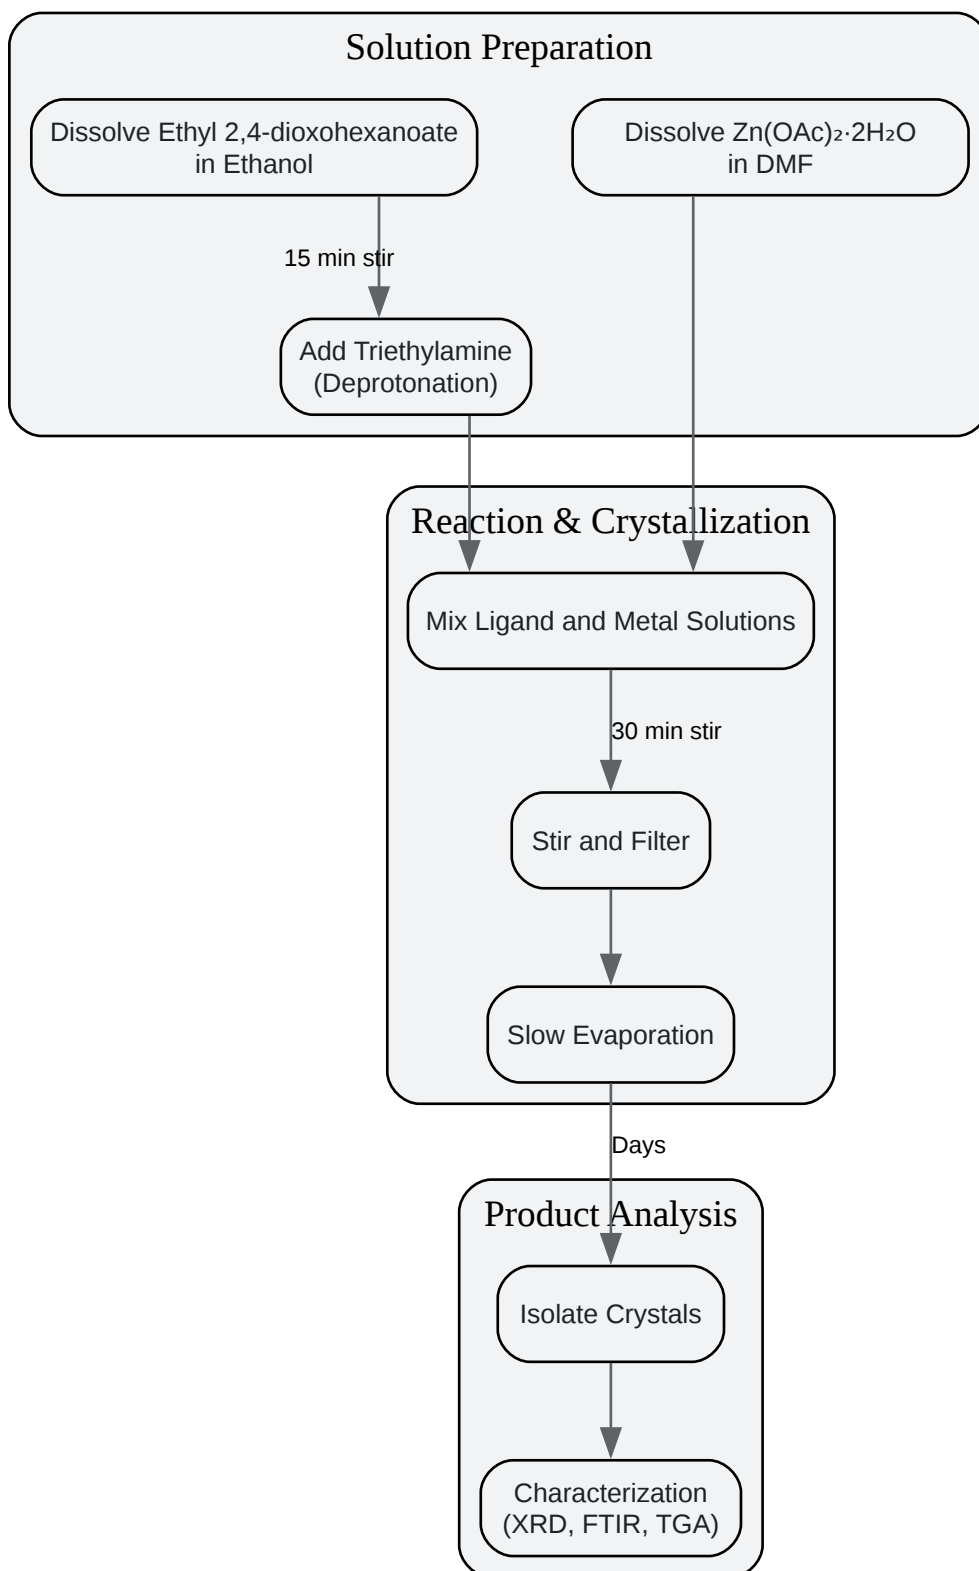 Solution Preparation
Dissolve Ethyl 2,4-dioxohexanoate
in Ethanol
Dissolve Zn(OAc)₂·2H₂O
in DMF
15 min stir
Add Triethylamine
(Deprotonation)
Reaction & Crystallization
Mix Ligand and Metal Solutions
30 min stir
Stir and Filter
Slow Evaporation
Days
Product Analysis
Isolate Crystals
Characterization
(XRD, FTIR, TGA)